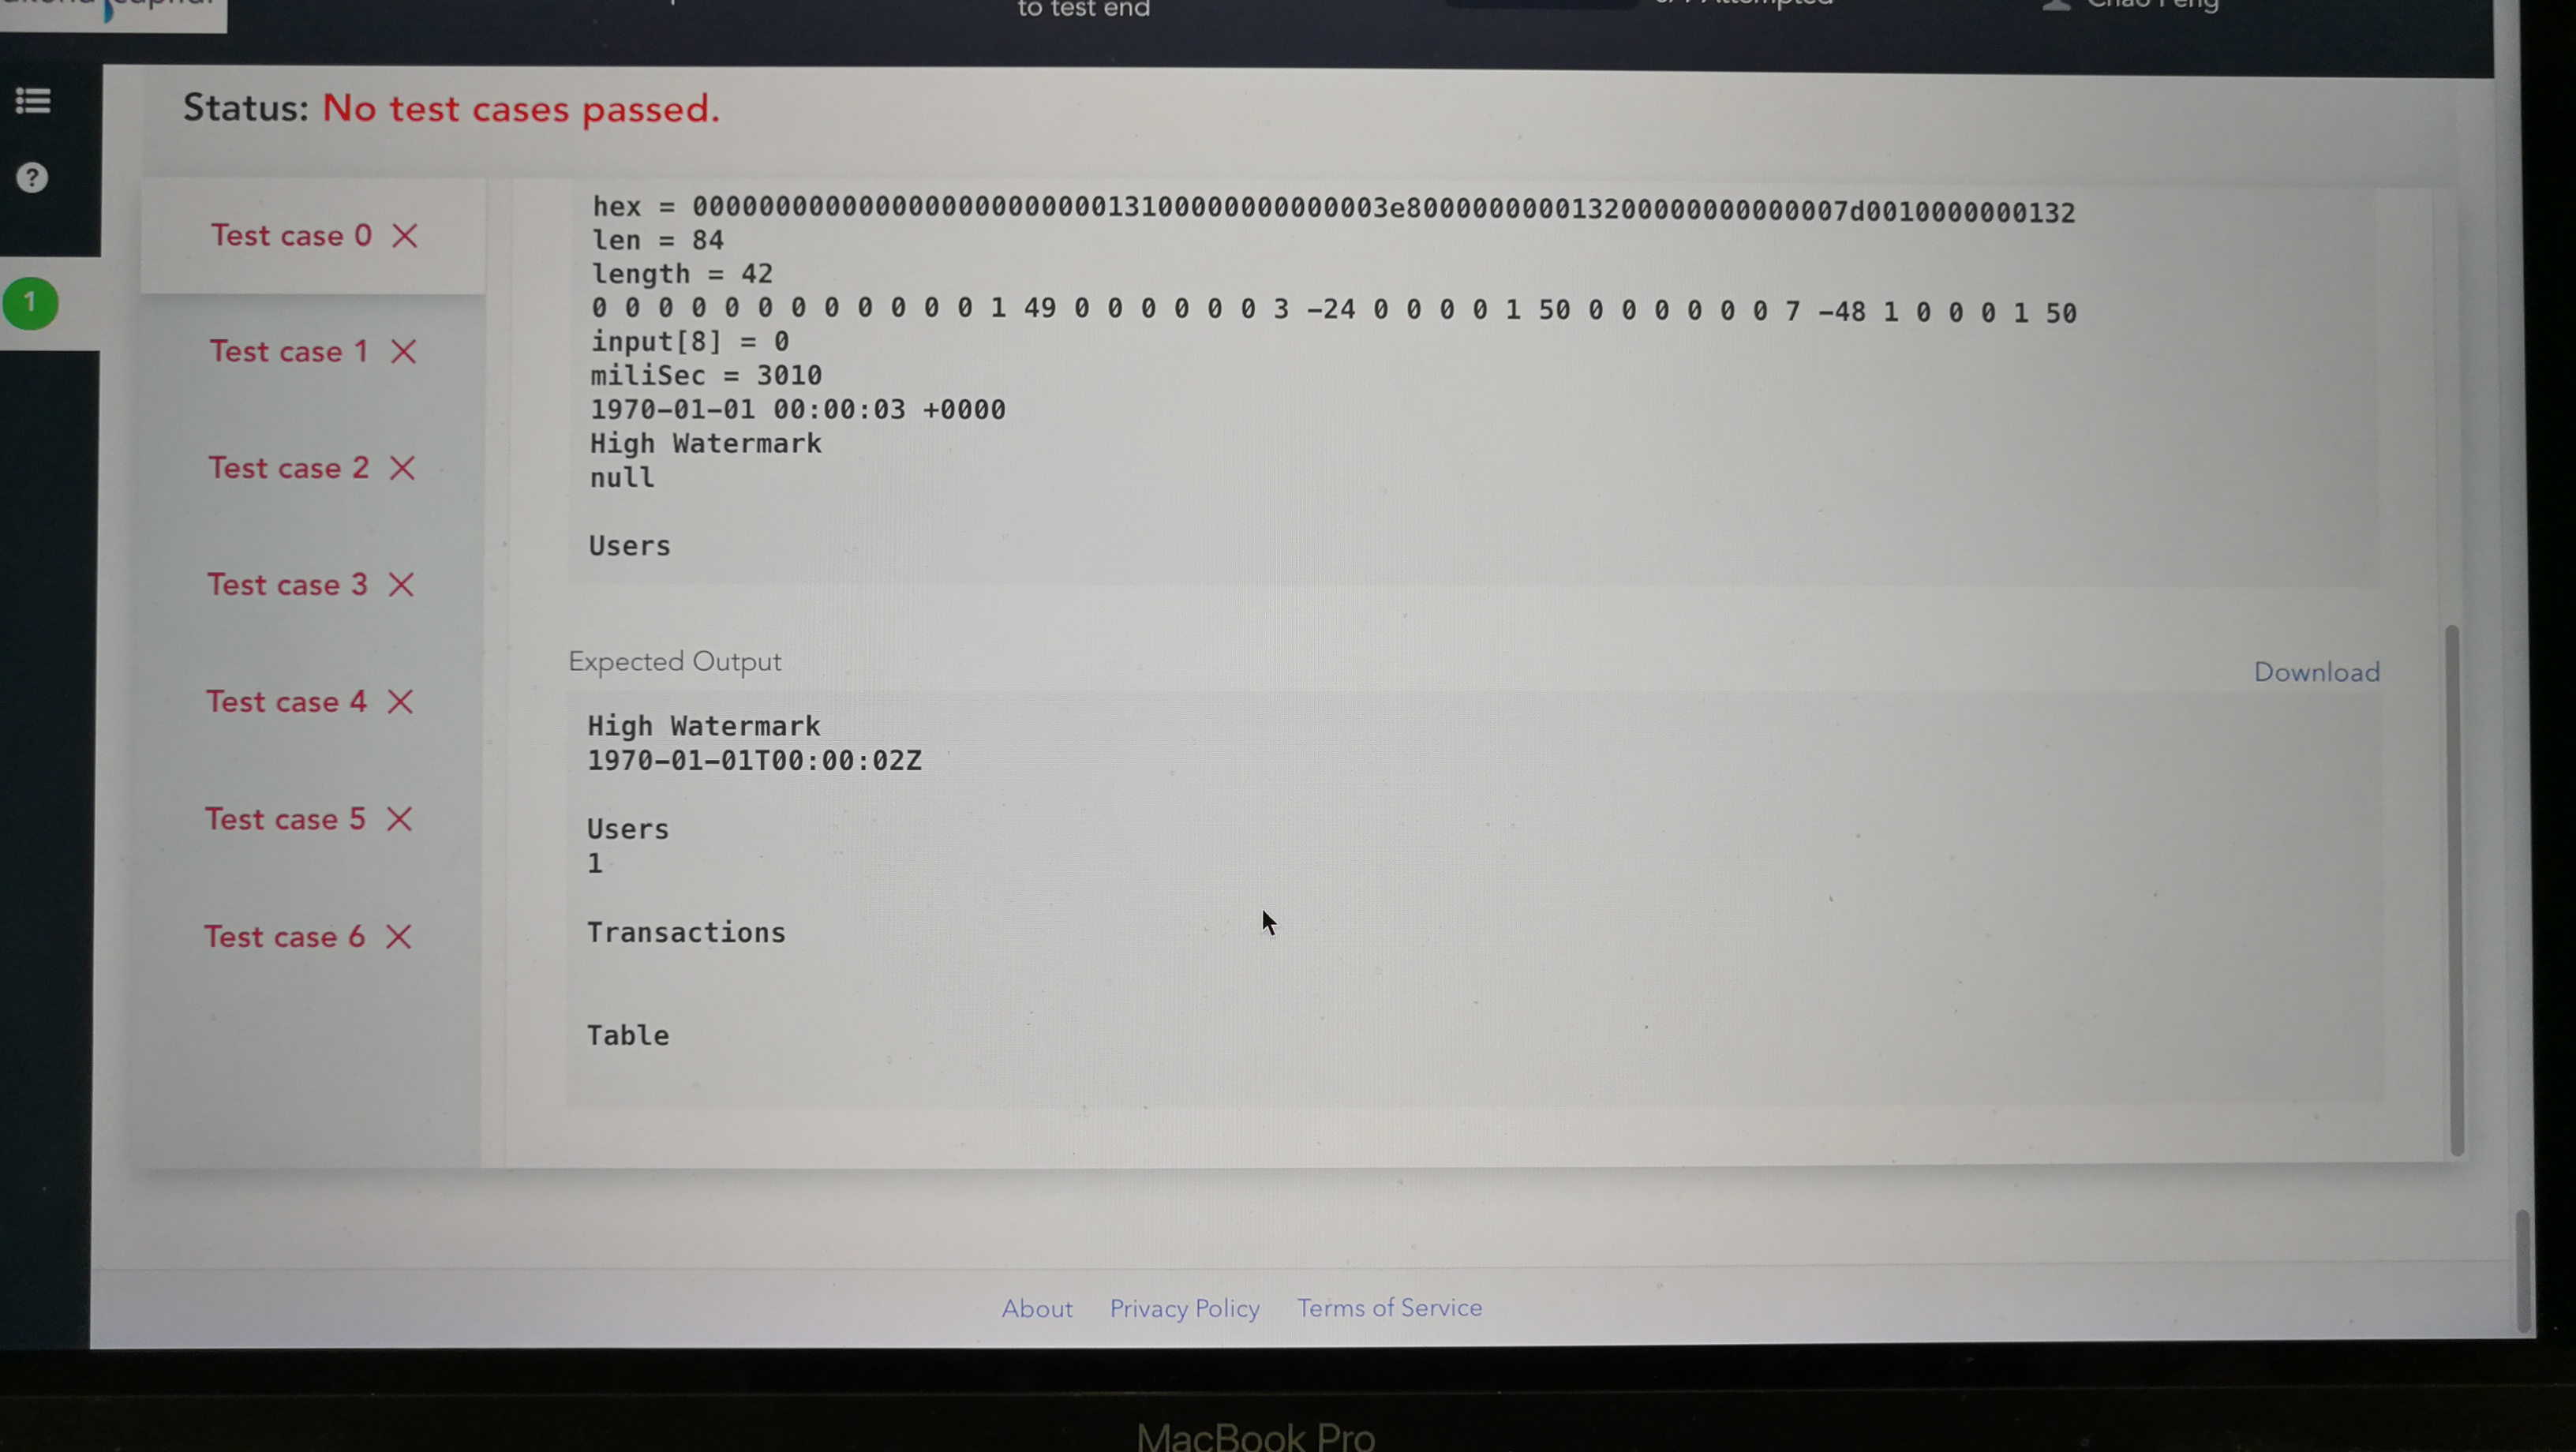 to test end
Status: No test cases passed.
Test case 0
Test case 1
Test case 2
Test case 3
Test case 4
Test case 5
Test case 6
1
hex = 000000000000000000000000013100000000000003e800000000013200000000000007d0010000000132
len = 84
length = 42
0 0 0 0 0 0 0 0 0 0 0 0 1 49 0 0 0 0 0 0 3 -24 0 0 0 0 1 50 0 0 0 0 0 0 7 -48 1 0 0 0 1 50
input[8] = 0
miliSec = 3010
1970-01-01 00:00:03 +0000
High Watermark
null
Users
Expected Output
Download
High Watermark
1970-01-01T00:00:02Z
Users
1
Transactions
Table
About Privacy Policy Terms of Service
MacBook Pro